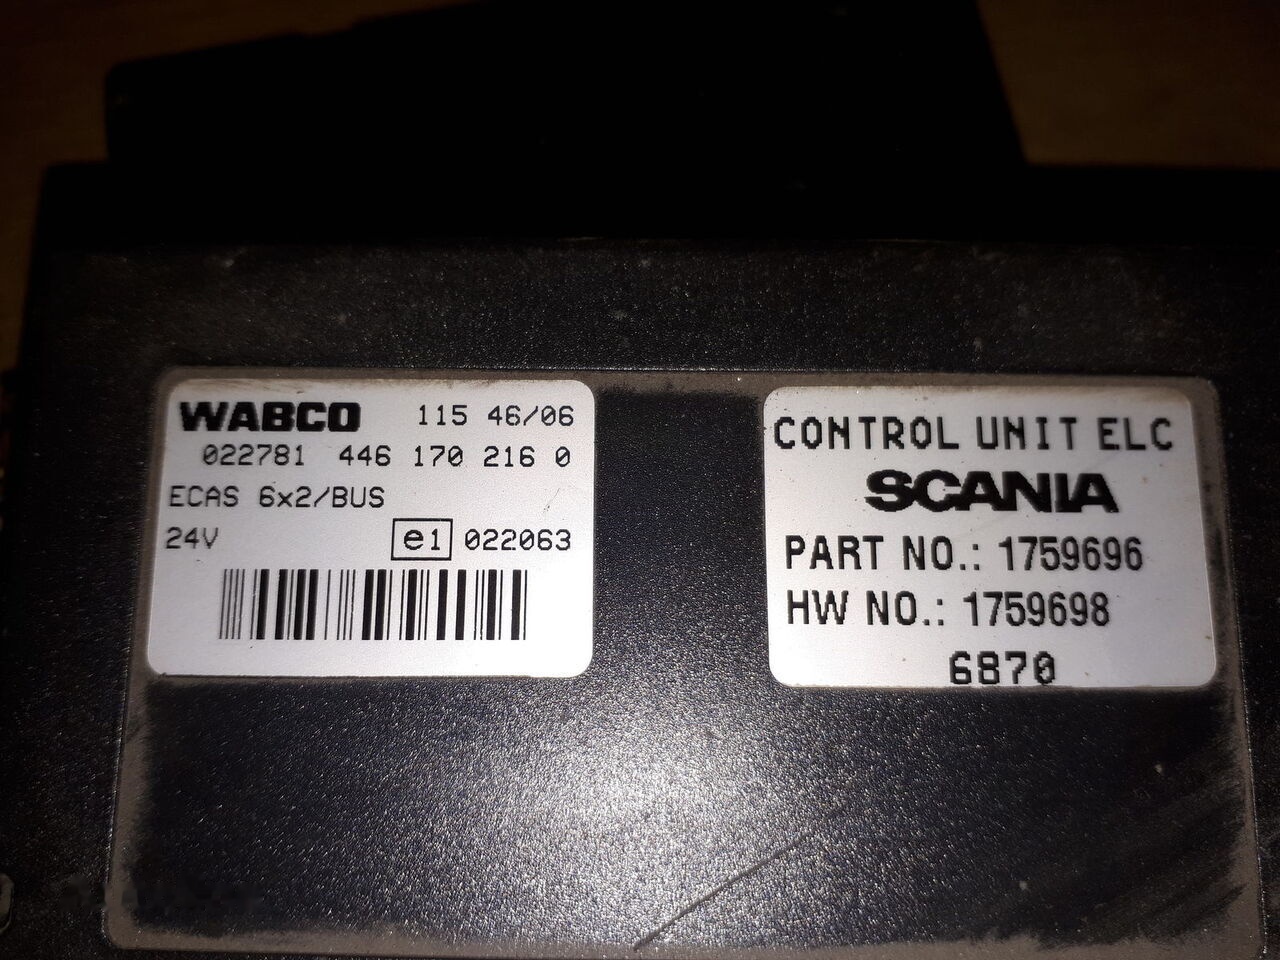 WABCO 115 46/06
022781 446 170 216 0
ECAS 6x2/BUS
24V e1 022063
CONTROL UNIT ELC
SCANIA
PART NO.: 1759696
HW NO.: 1759698
6870